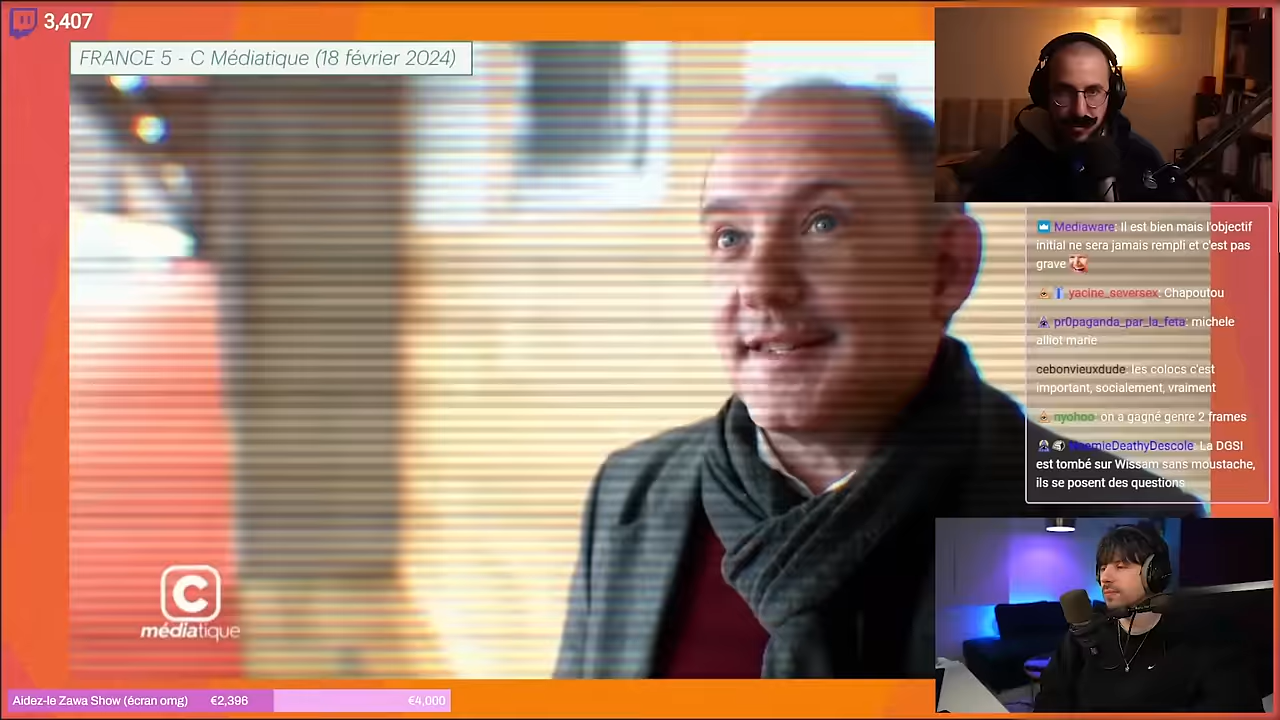 3,407
FRANCE 5 - C Médiatique (18 février 2024)
Mediaware: Il est bien mais l'objectif
initial ne sera jamais rempli et c'est pas
grave
yacine_seversex: Chapoutou
pr0paganda_par_la_feta: michele
alliot marie
cebonvieuxdude: les colocs c'est
important, socialement, vraiment
nyohoo: on a gagné genre 2 frames
NoemieDeathyDescole: La DGSI
est tombé sur Wissam sans moustache,
ils se posent des questions
C
médiatique
Aidez-le Zawa Show (écran omg) €2,396 €4,000